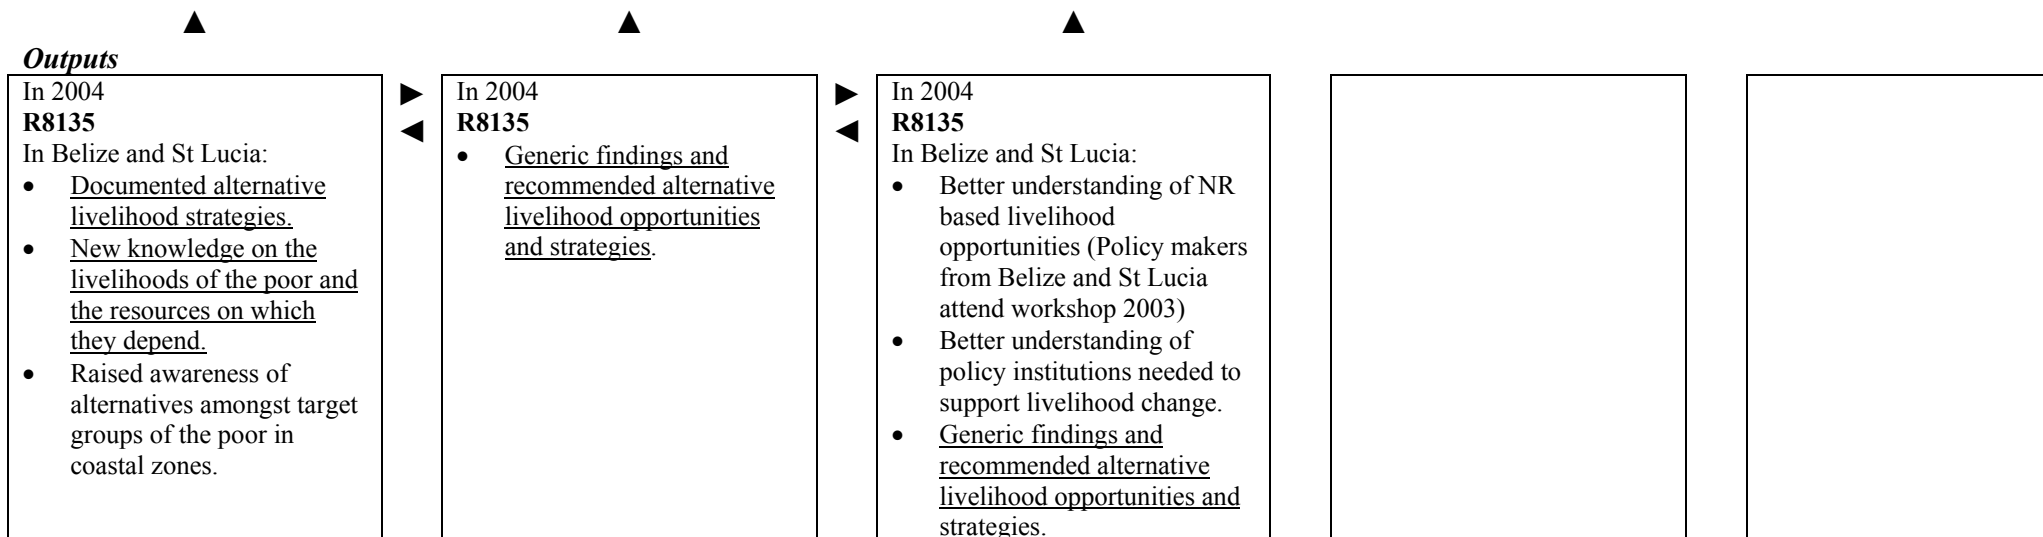 Outputs
In 2004
R8135
In Belize and St Lucia:
• Documented alternative
livelihood strategies.
• New knowledge on the
livelihoods of the poor and
the resources on which
they depend.
• Raised awareness of
alternatives amongst target
groups of the poor in
coastal zones.
In 2004
R8135
• Generic findings and
recommended alternative
livelihood opportunities
and strategies.
In 2004
R8135
In Belize and St Lucia:
• Better understanding of NR
based livelihood
opportunities (Policy makers
from Belize and St Lucia
attend workshop 2003)
• Better understanding of
policy institutions needed to
support livelihood change.
• Generic findings and
recommended alternative
livelihood opportunities and
strategies.